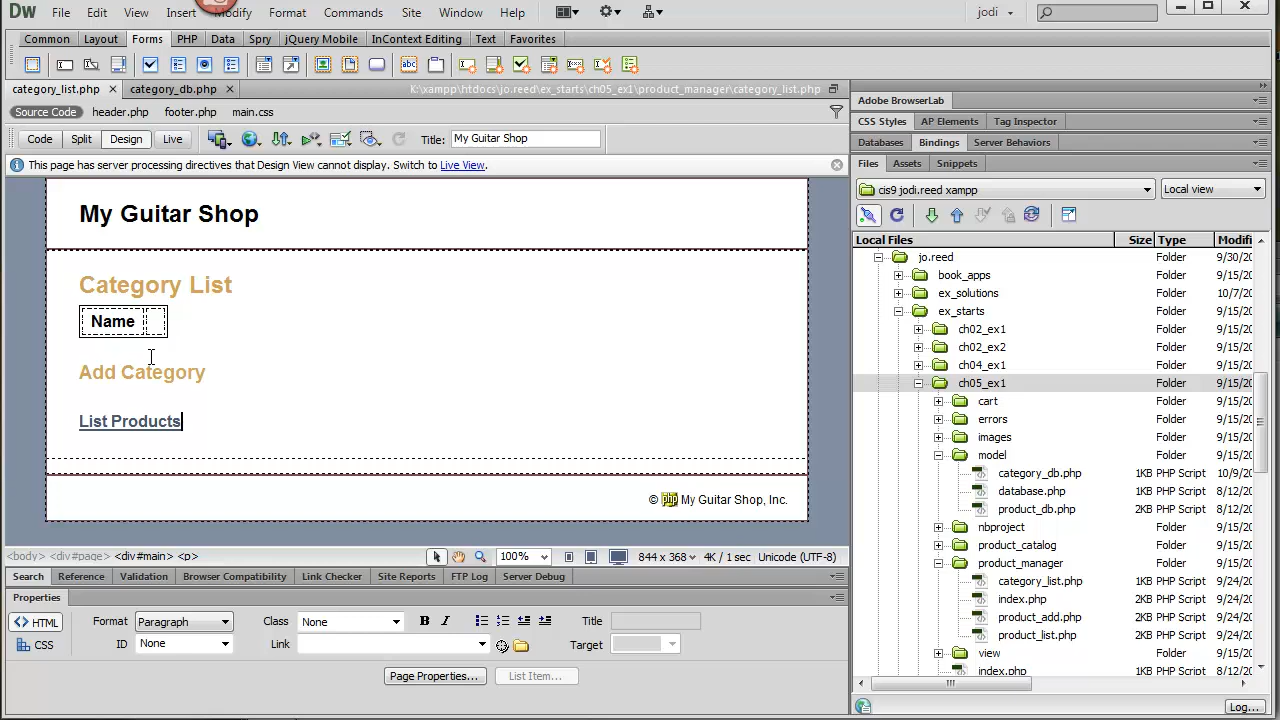 DW File Edit View Insert Modify Format Commands Site Window Help jodi
Common Layout Forms PHP Data Spry jQuery Mobile InContext Editing Text Favorites
abc
category_list.php category_db.php K:\xampp\htdocs\jo.reed\ex_starts\ch05_ex1\product_manager\category_list.php
Source Code header.php footer.php main.css
Code Split Design Live Title: My Guitar Shop
This page has server processing directives that Design View cannot display. Switch to Live View.
My Guitar Shop
Category List
Name
Add Category
List Products
© php My Guitar Shop, Inc.
<body> <div#page> <div#main> <p> 100% 844 x 368 4K / 1 sec Unicode (UTF-8)
Search Reference Validation Browser Compatibility Link Checker Site Reports FTP Log Server Debug
Properties
<> HTML Format Paragraph Class None B I Title
CSS ID None Link Target
Page Properties... List Item...
Adobe BrowserLab
CSS Styles AP Elements Tag Inspector
Databases Bindings Server Behaviors
Files Assets Snippets
cis9 jodi.reed xampp Local view
Local Files Size Type Modifi
jo.reed Folder 9/30/20
book_apps Folder 9/15/20
ex_solutions Folder 10/7/20
ex_starts Folder 9/15/20
ch02_ex1 Folder 9/15/20
ch02_ex2 Folder 9/15/20
ch04_ex1 Folder 9/15/20
ch05_ex1 Folder 9/15/20
cart Folder 9/15/20
errors Folder 9/15/20
images Folder 9/15/20
model Folder 9/15/20
category_db.php 1KB PHP Script 10/9/20
database.php 1KB PHP Script 8/12/20
product_db.php 2KB PHP Script 8/12/20
nbproject Folder 9/15/20
product_catalog Folder 9/15/20
product_manager Folder 9/15/20
category_list.php 1KB PHP Script 9/24/20
index.php 2KB PHP Script 9/24/20
product_add.php 2KB PHP Script 9/24/20
product_list.php 2KB PHP Script 9/24/20
view Folder 9/15/20
index.php 1KB PHP Script 8/12/20
Log...